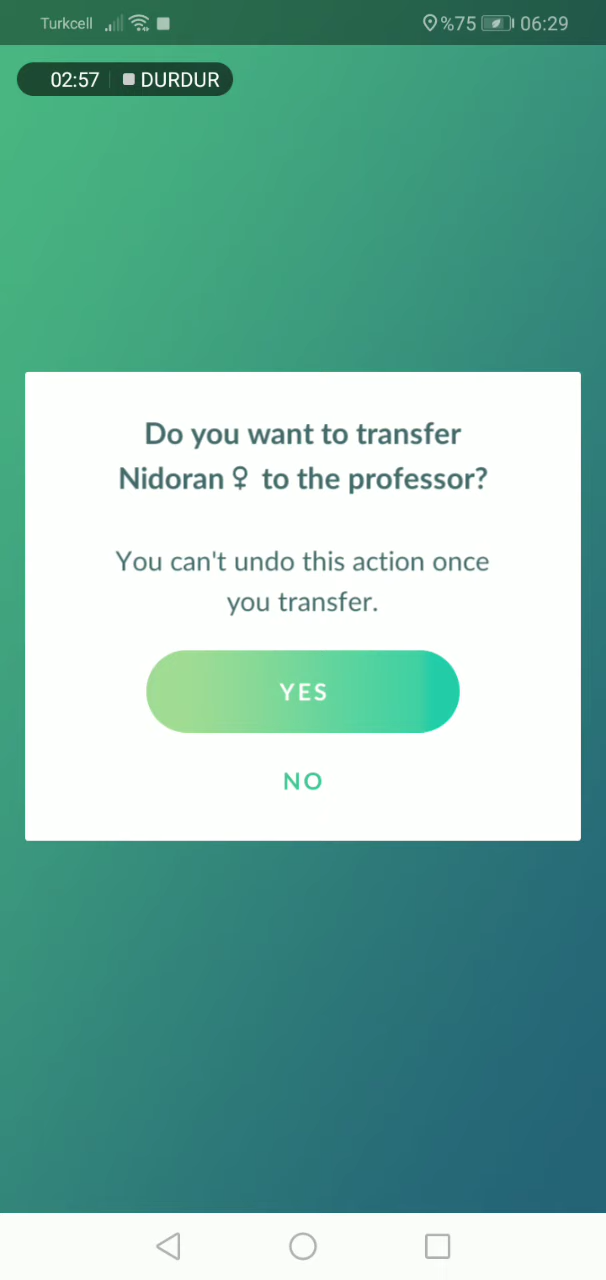 Turkcell %75 06:29
02:57 DURDUR
Do you want to transfer
Nidoran♀ to the professor?
You can't undo this action once
you transfer.
YES
NO